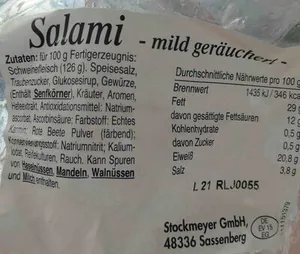 Salami - mild geräuchert -
Zutaten: für 100 g Fertigerzeugnis:
Schweinefleisch (126 g), Speisesalz,
Traubenzucker, Glukosesirup, Gewürze,
(Enthält Senfkörner), Kräuter, Aromen,
Hefeextrakt, Antioxidationsmittel: Natrium-
ascorbat, Ascorbinsäure; Farbstoff: Echtes
Karmin; Rote Beete Pulver (färbend);
Konservierungsstoff: Natriumnitrit; Kalium-
nitrat, Reifekulturen, Rauch. Kann Spuren
von Haselnüssen, Mandeln, Walnüssen
und Milch enthalten.
Durchschnittliche Nährwerte pro 100 g
Brennwert 1435 kJ / 346 kcal
Fett 29 g
davon gesättigte Fettsäuren 12 g
Kohlenhydrate 0.5 g
davon Zucker 0,5 g
Eiweiß 20.8 g
Salz 3.8 g
L 21 RLJ0055
Stockmeyer GmbH,
48336 Sassenberg
DE
EV 15
EG